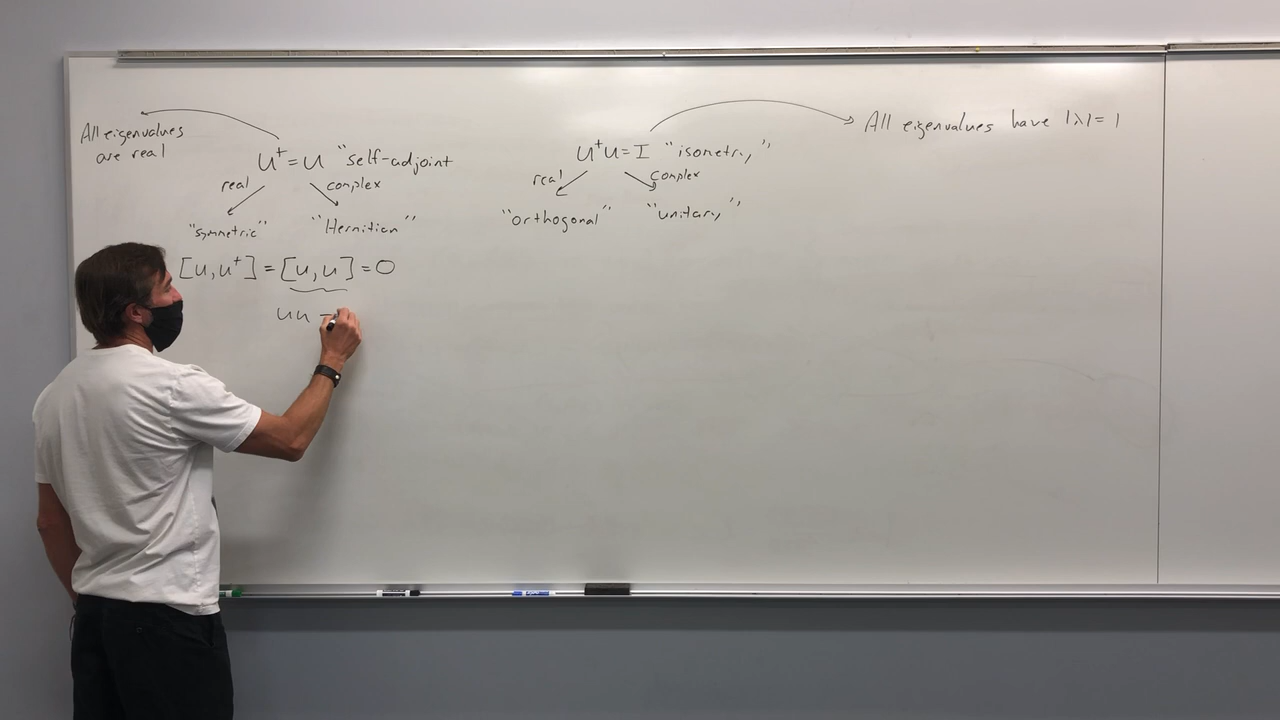 All eigenvalues
are real
u† = u "self-adjoint
real complex
"symmetric" "Hermitian"
[u, u†] = [u, u] = 0
uu -
u†u = I "isometry"
real complex
"orthogonal" "unitary"
All eigenvalues have |λ| = 1